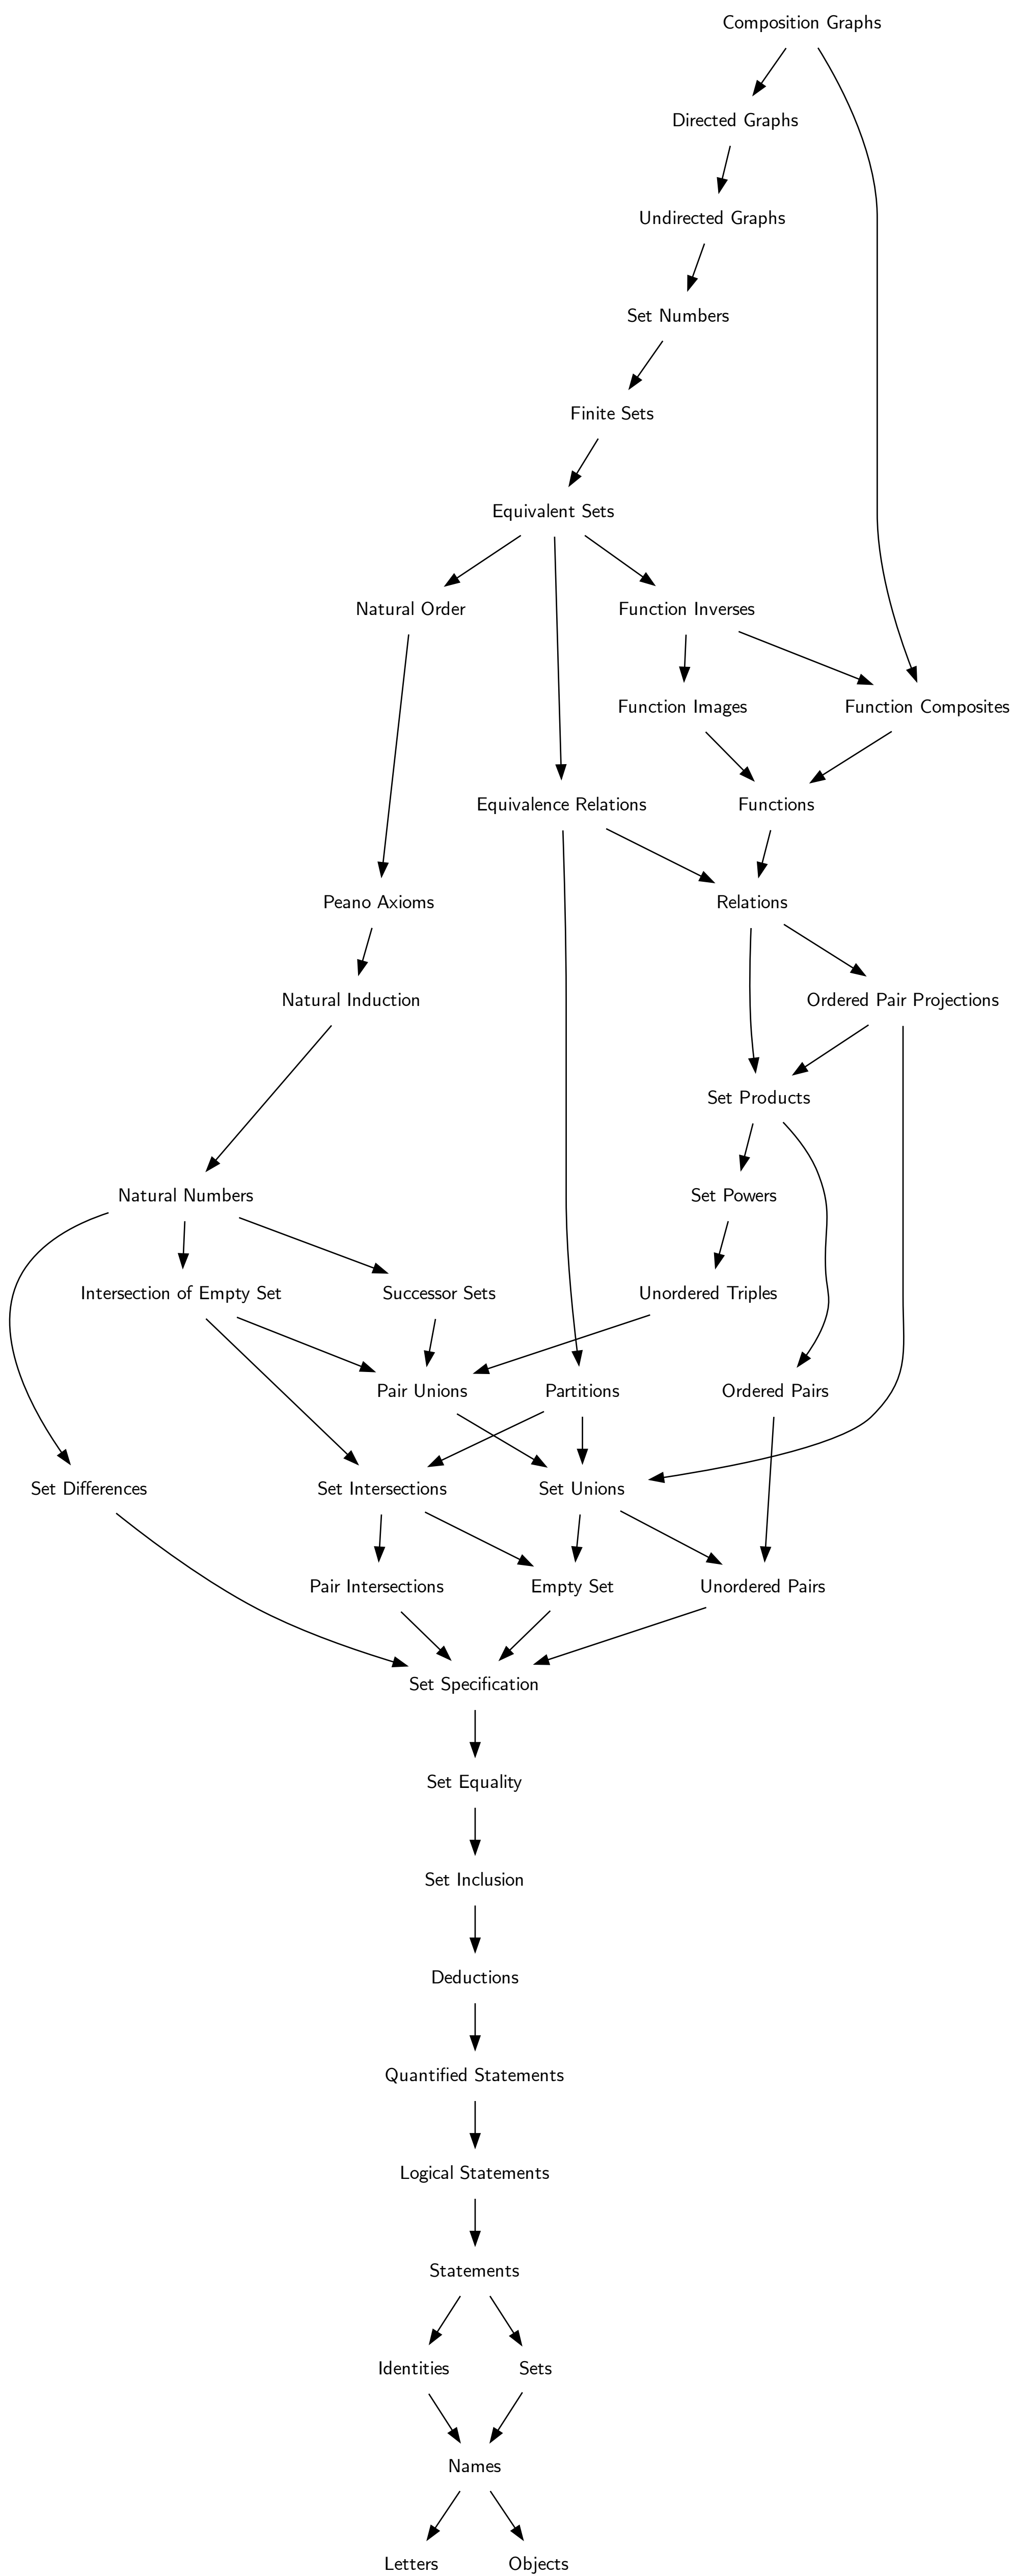 Composition Graphs
Directed Graphs
Undirected Graphs
Set Numbers
Finite Sets
Equivalent Sets
Natural Order
Function Inverses
Function Images
Function Composites
Equivalence Relations
Functions
Peano Axioms
Relations
Natural Induction
Ordered Pair Projections
Set Products
Natural Numbers
Set Powers
Intersection of Empty Set
Successor Sets
Unordered Triples
Pair Unions
Partitions
Ordered Pairs
Set Differences
Set Intersections
Set Unions
Pair Intersections
Empty Set
Unordered Pairs
Set Specification
Set Equality
Set Inclusion
Deductions
Quantified Statements
Logical Statements
Statements
Identities
Sets
Names
Letters
Objects